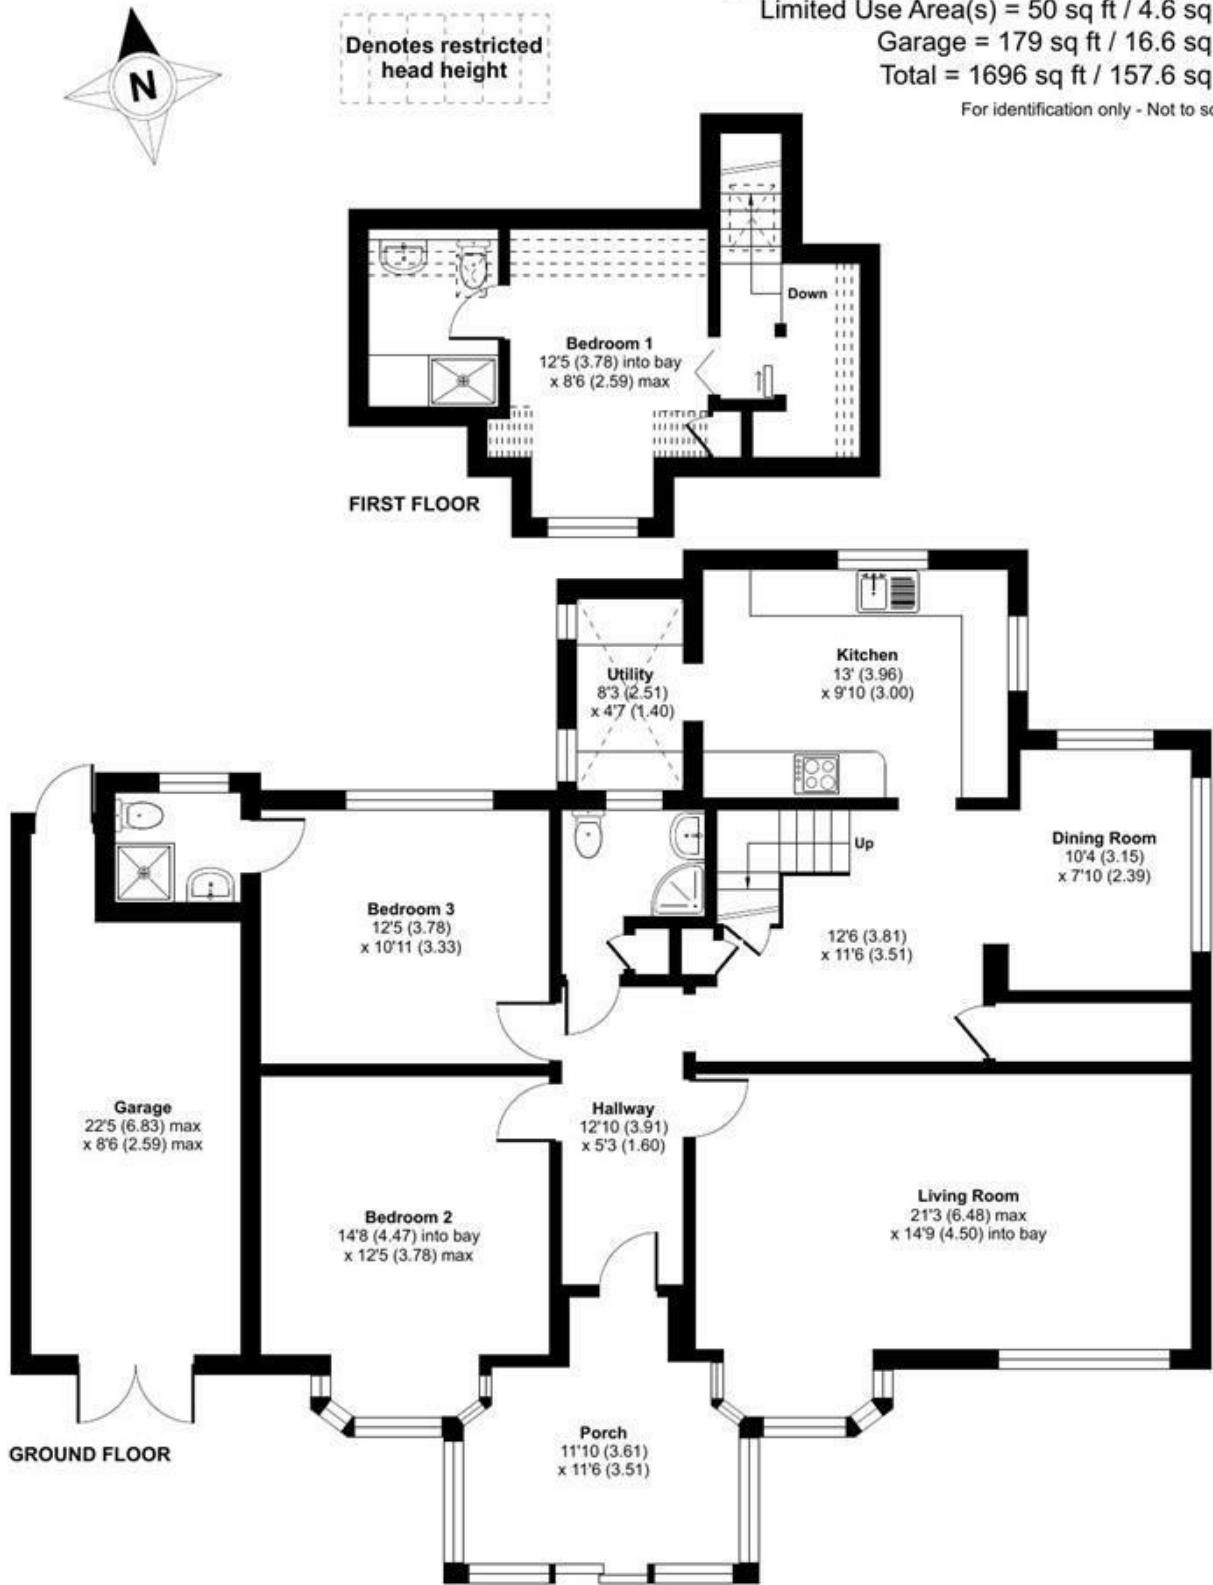 Limited Use Area(s) = 50 sq ft / 4.6 sq
Garage = 179 sq ft / 16.6 sq
Total = 1696 sq ft / 157.6 sq
For identification only - Not to sc
N
Denotes restricted
head height
Down
Bedroom 1
12'5 (3.78) into bay
x 8'6 (2.59) max
FIRST FLOOR
Kitchen
13' (3.96)
x 9'10 (3.00)
Utility
8'3 (2.51)
x 4'7 (1.40)
Up
Dining Room
10'4 (3.15)
x 7'10 (2.39)
Bedroom 3
12'5 (3.78)
x 10'11 (3.33)
12'6 (3.81)
x 11'6 (3.51)
Garage
22'5 (6.83) max
x 8'6 (2.59) max
Hallway
12'10 (3.91)
x 5'3 (1.60)
Bedroom 2
14'8 (4.47) into bay
x 12'5 (3.78) max
Living Room
21'3 (6.48) max
x 14'9 (4.50) into bay
Porch
11'10 (3.61)
x 11'6 (3.51)
GROUND FLOOR